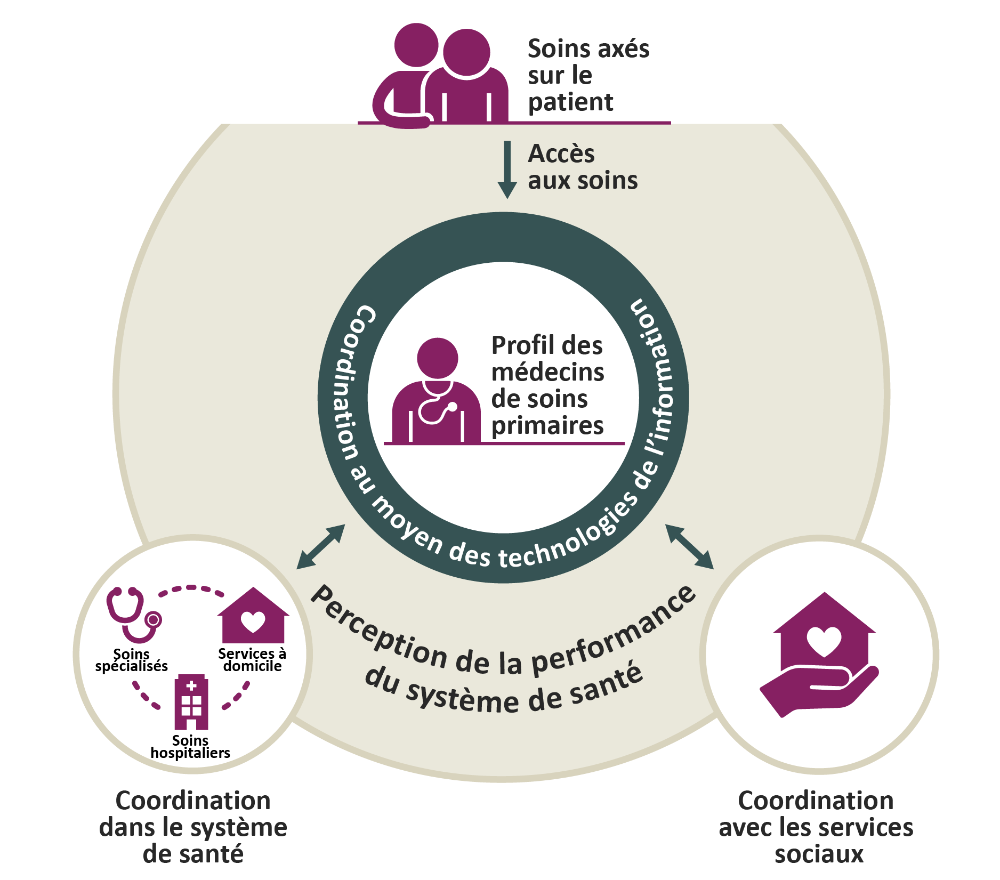 Soins axés
sur le
patient
Accès
aux soins
Coordination au moyen des technologies de l'information
Profil des
médecins
de soins
primaires
Perception de la performance
du système de santé
Soins
spécialisés
Services à
domicile
Soins
hospitaliers
Coordination
dans le système
de santé
Coordination
avec les services
sociaux